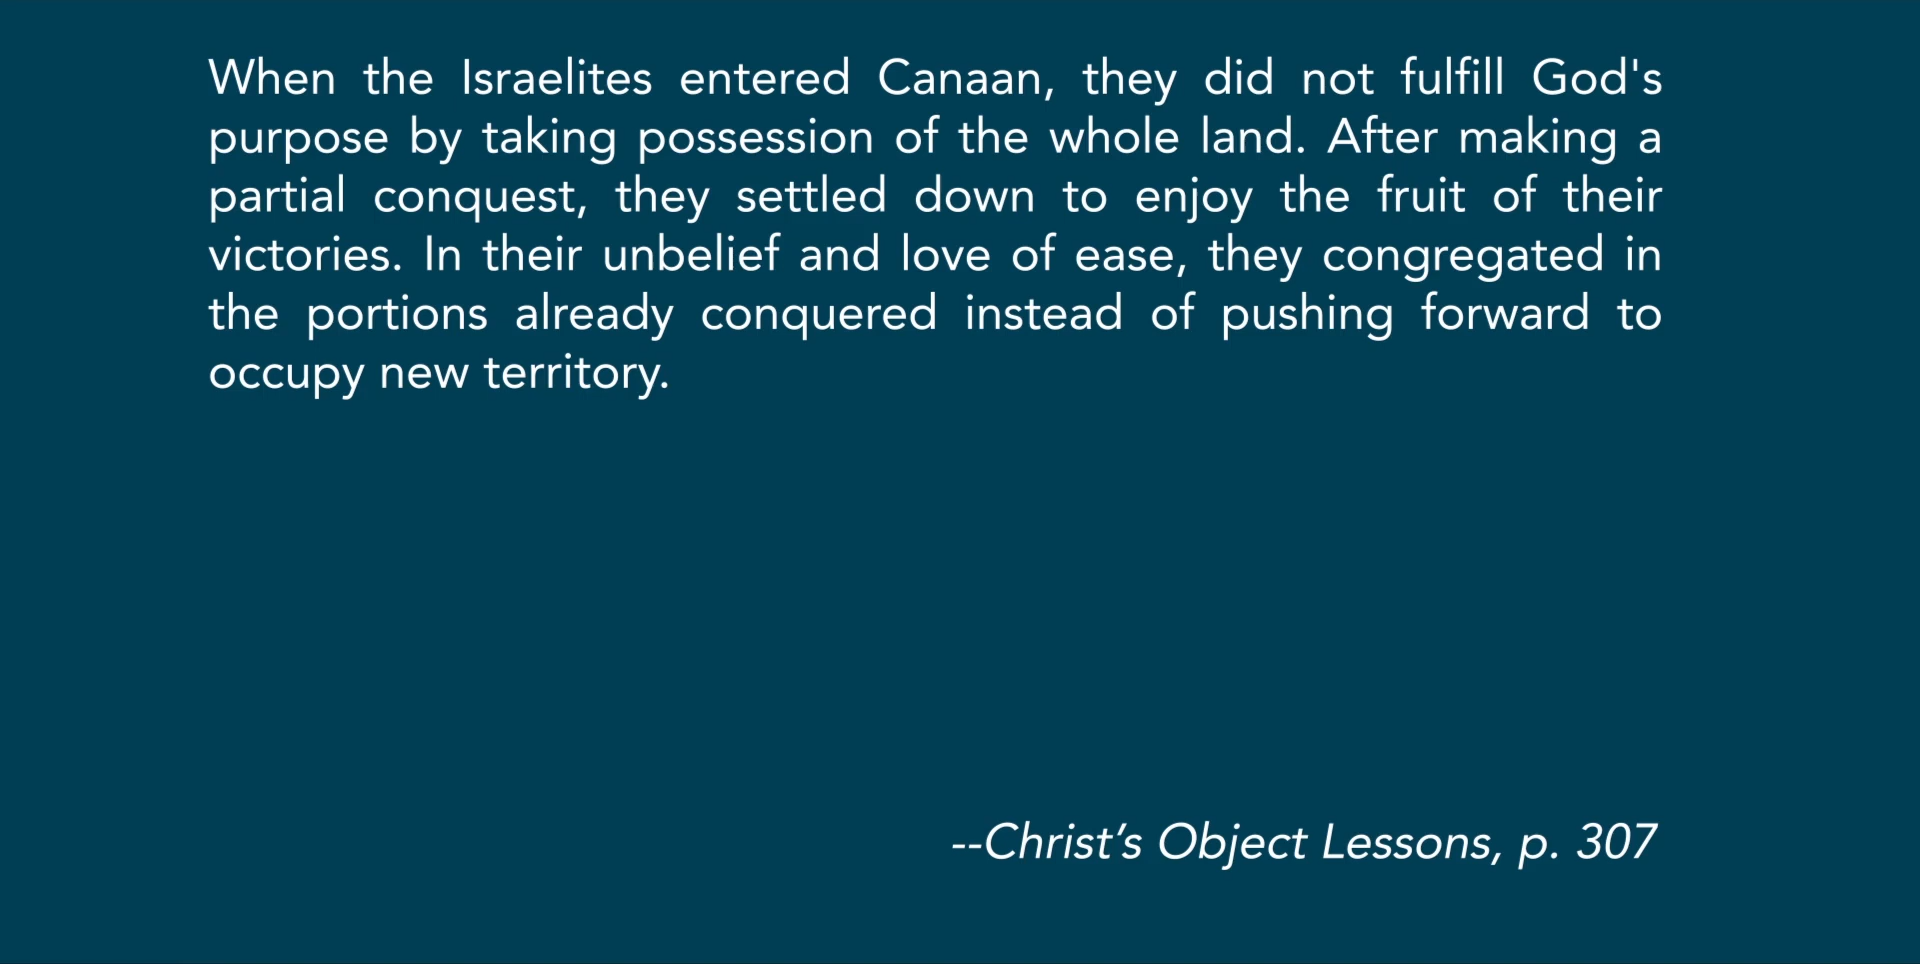 When the Israelites entered Canaan, they did not fulfill God's
purpose by taking possession of the whole land. After making a
partial conquest, they settled down to enjoy the fruit of their
victories. In their unbelief and love of ease, they congregated in
the portions already conquered instead of pushing forward to
occupy new territory.
--Christ’s Object Lessons, p. 307